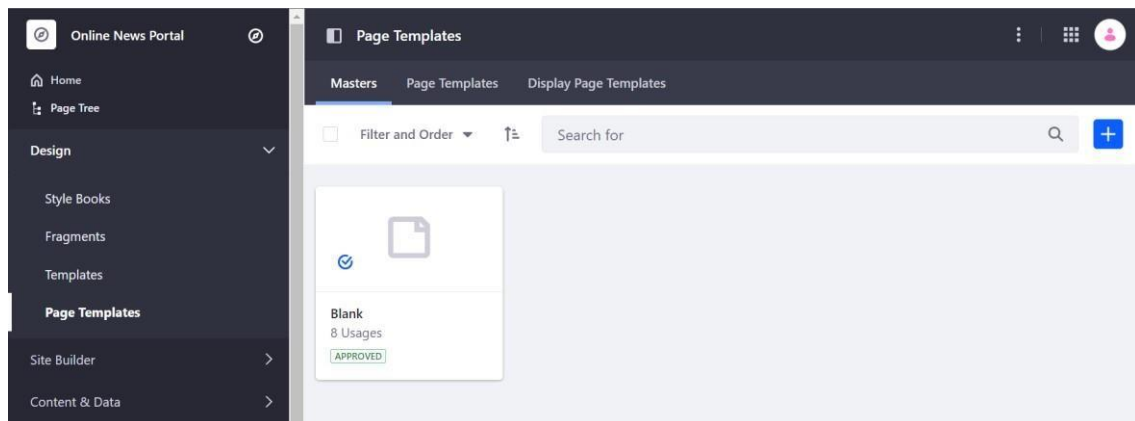 Online News Portal
Home
Page Tree
Design
Style Books
Fragments
Templates
Page Templates
Site Builder
Content & Data
Page Templates
Masters Page Templates Display Page Templates
Filter and Order Search for
Blank
8 Usages
APPROVED